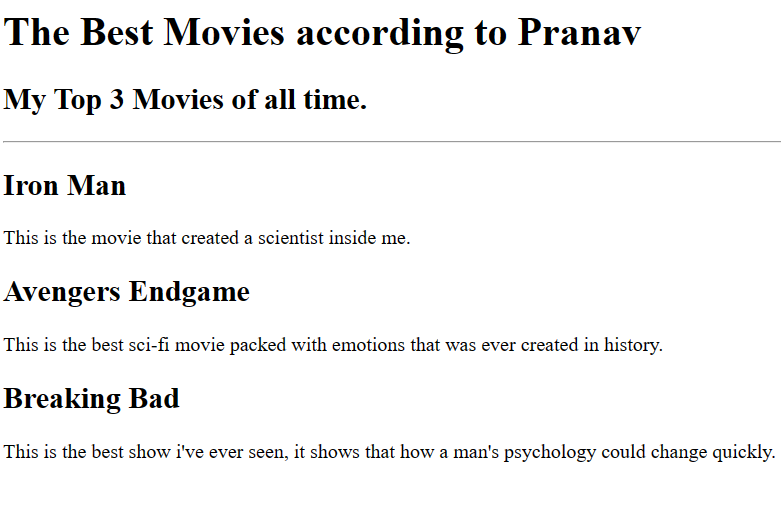 The Best Movies according to Pranav
My Top 3 Movies of all time.
Iron Man
This is the movie that created a scientist inside me.
Avengers Endgame
This is the best sci-fi movie packed with emotions that was ever created in history.
Breaking Bad
This is the best show i've ever seen, it shows that how a man's psychology could change quickly.